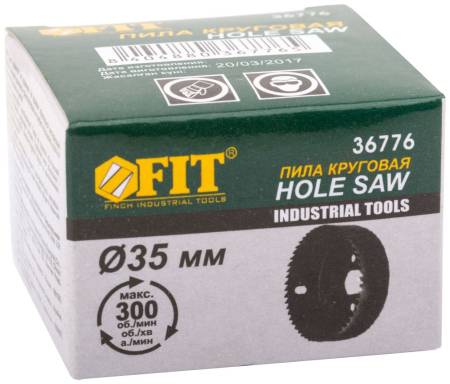 36776
ПИЛА КРУГОВАЯ
HOLE SAW
Дата изготовления:
Дата виготовлення:
Жасалған күні:
20/03/2017
FIT®
FINCH INDUSTRIAL TOOLS
36776
ПИЛА КРУГОВАЯ
HOLE SAW
INDUSTRIAL TOOLS
Ø35 мм
макс.
300
об./мин
об./хв
а./мин